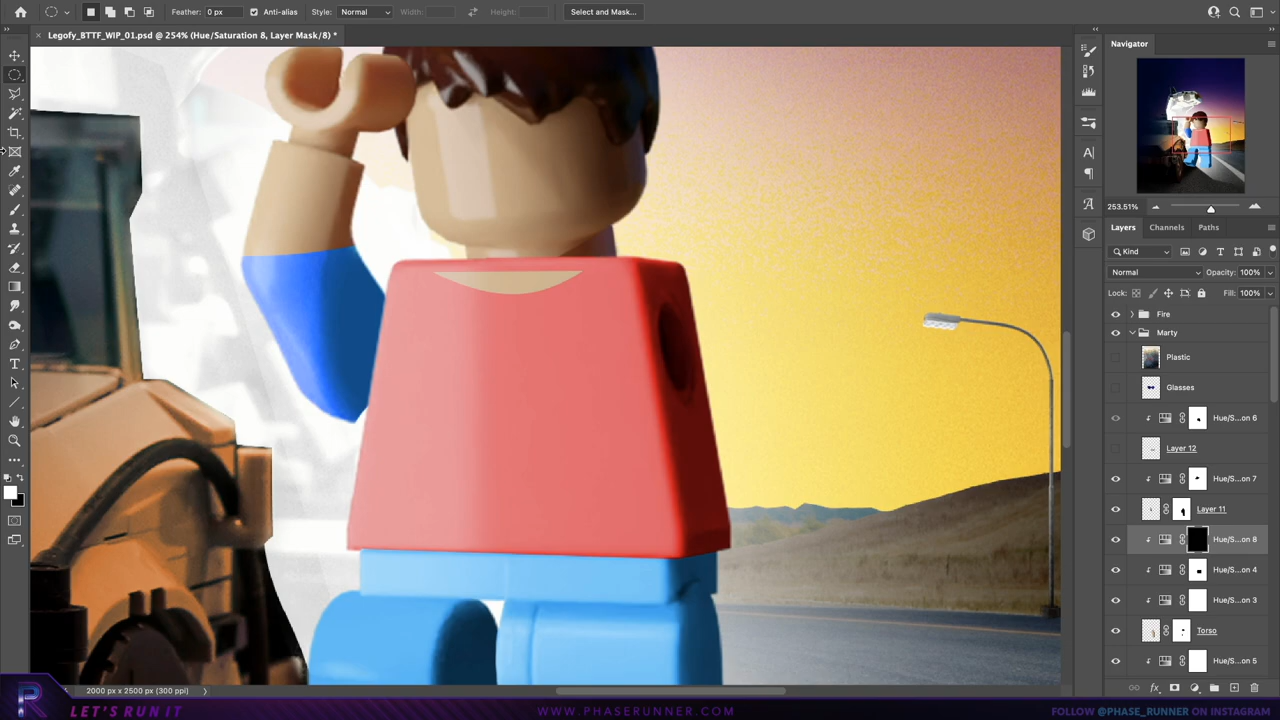 Feather: 0 px
Anti-alias
Style: Normal
Width:
Height:
Select and Mask...
Legofy_BTTF_WIP_01.psd @ 254% (Hue/Saturation 8, Layer Mask/8) *
Navigator
253.51%
Layers Channels Paths
Kind
Normal
Opacity: 100%
Lock:
Fill: 100%
Fire
Marty
Plastic
Glasses
Hue/S...on 6
Layer 12
Hue/S...on 7
Layer 11
Hue/S...on 8
Hue/S...on 4
Hue/S...on 3
Torso
Hue/S...on 5
2000 px x 2500 px (300 ppi)
LET'S RUN IT
WWW.PHASERUNNER.COM
FOLLOW @PHASE_RUNNER ON INSTAGRAM